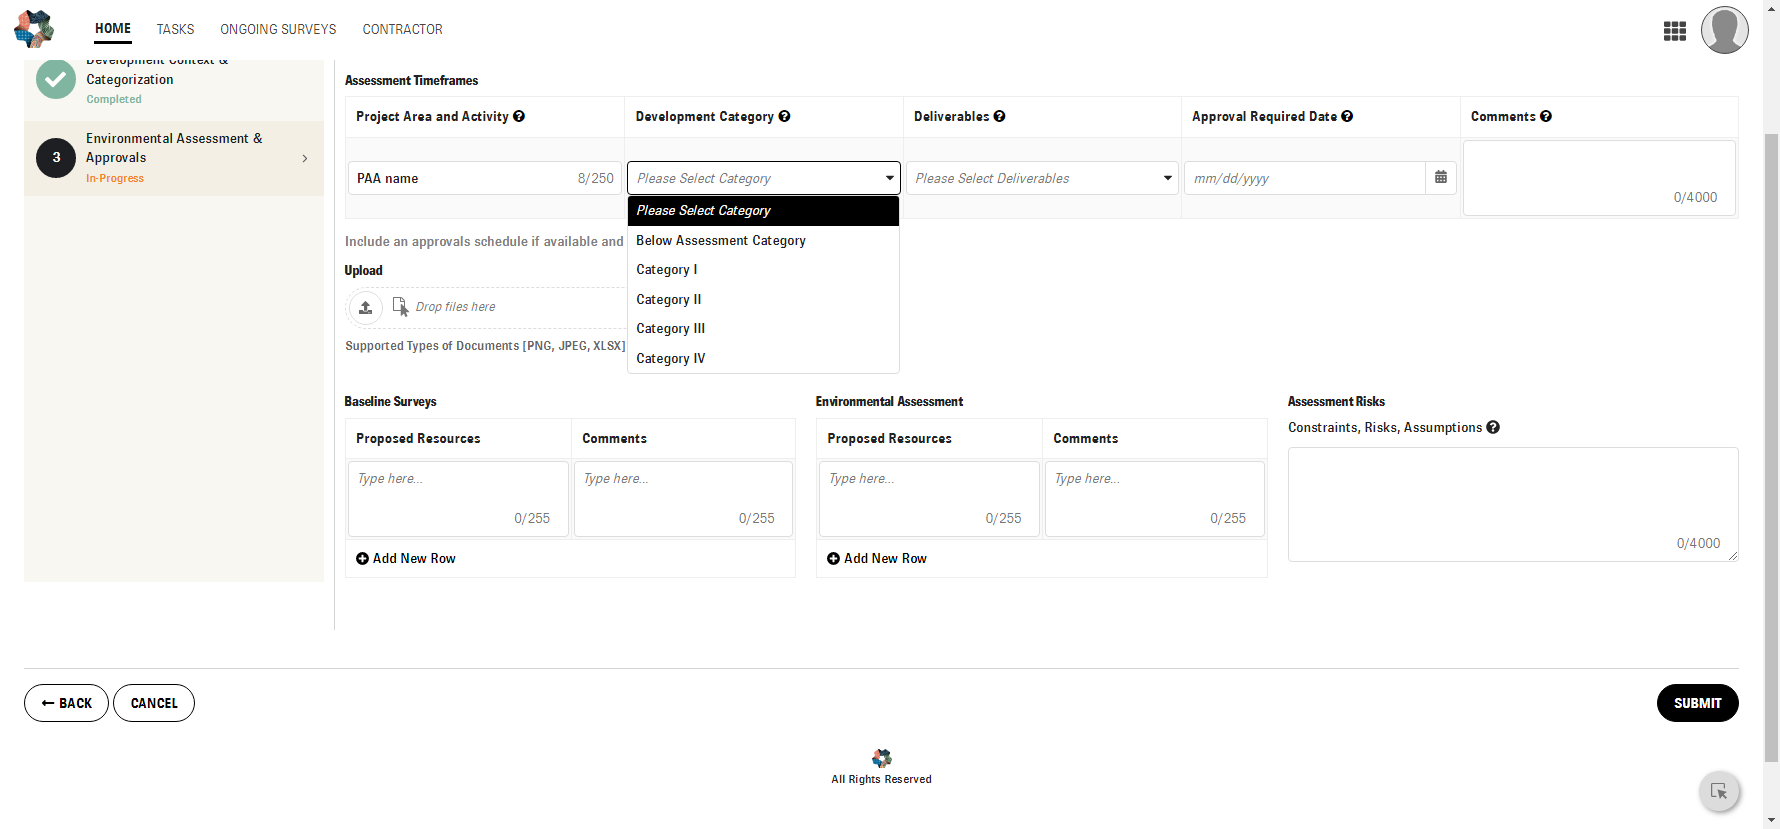 HOME TASKS ONGOING SURVEYS CONTRACTOR
Development Context &
Categorization
Completed
3
Environmental Assessment &
Approvals
In-Progress
Assessment Timeframes
Project Area and Activity Development Category Deliverables Approval Required Date Comments
PAA name 8/250 Please Select Category Please Select Deliverables mm/dd/yyyy
0/4000
Please Select Category
Below Assessment Category
Category I
Category II
Category III
Category IV
Include an approvals schedule if available and
Upload
Drop files here
Supported Types of Documents [PNG, JPEG, XLSX]
Baseline Surveys
Proposed Resources Comments
Type here... Type here...
0/255 0/255
Add New Row
Environmental Assessment
Proposed Resources Comments
Type here... Type here...
0/255 0/255
Add New Row
Assessment Risks
Constraints, Risks, Assumptions
0/4000
BACK CANCEL SUBMIT
All Rights Reserved